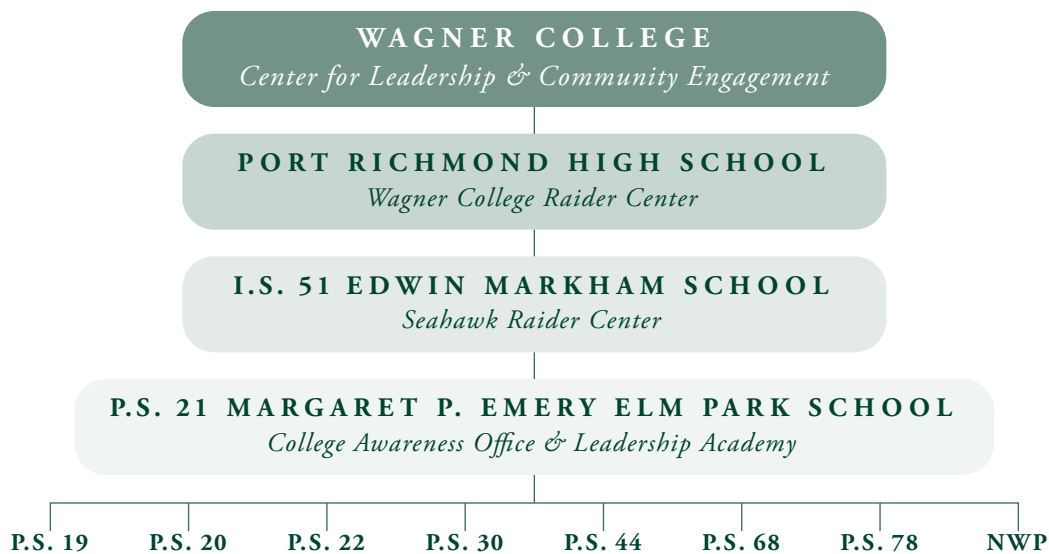 WAGNER COLLEGE
Center for Leadership & Community Engagement
PORT RICHMOND HIGH SCHOOL
Wagner College Raider Center
I.S. 51 EDWIN MARKHAM SCHOOL
Seahawk Raider Center
P.S. 21 MARGARET P. EMERY ELM PARK SCHOOL
College Awareness Office & Leadership Academy
P.S. 19 P.S. 20 P.S. 22 P.S. 30 P.S. 44 P.S. 68 P.S. 78 NWP